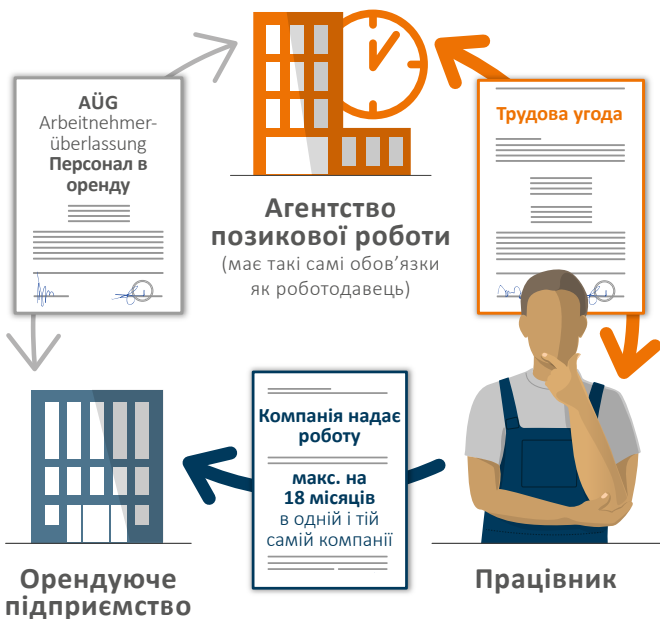 AÜG
Arbeitnehmer-
überlassung
Персонал в
оренду
Трудова угода
Агентство
позикової роботи
(має такі самі обов’язки
як роботодавець)
Компанія надає
роботу
макс. на
18 місяців
в одній і тій
самій компанії
Орендуюче
підприємство
Працівник